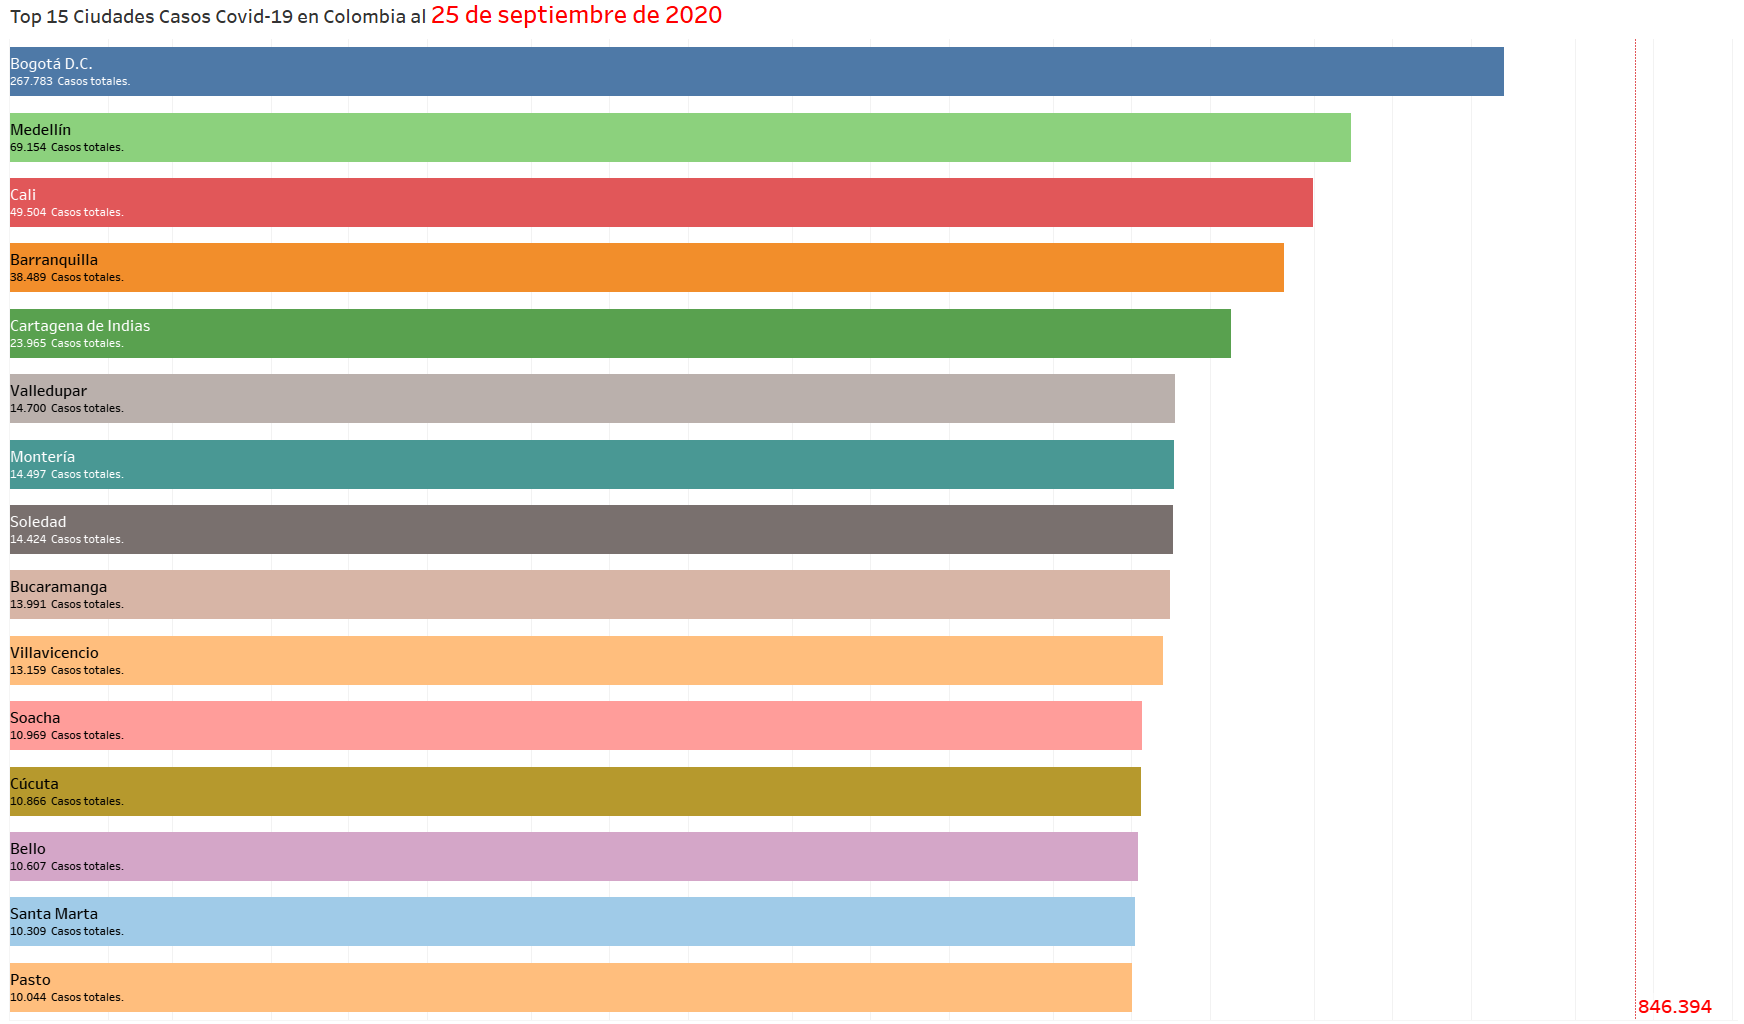 Top 15 Ciudades Casos Covid-19 en Colombia al 25 de septiembre de 2020
Bogotá D.C.
267.783 Casos totales.
Medellín
69.154 Casos totales.
Cali
49.504 Casos totales.
Barranquilla
38.489 Casos totales.
Cartagena de Indias
23.965 Casos totales.
Valledupar
14.700 Casos totales.
Montería
14.497 Casos totales.
Soledad
14.424 Casos totales.
Bucaramanga
13.991 Casos totales.
Villavicencio
13.159 Casos totales.
Soacha
10.969 Casos totales.
Cúcuta
10.866 Casos totales.
Bello
10.607 Casos totales.
Santa Marta
10.309 Casos totales.
Pasto
10.044 Casos totales.
846.394